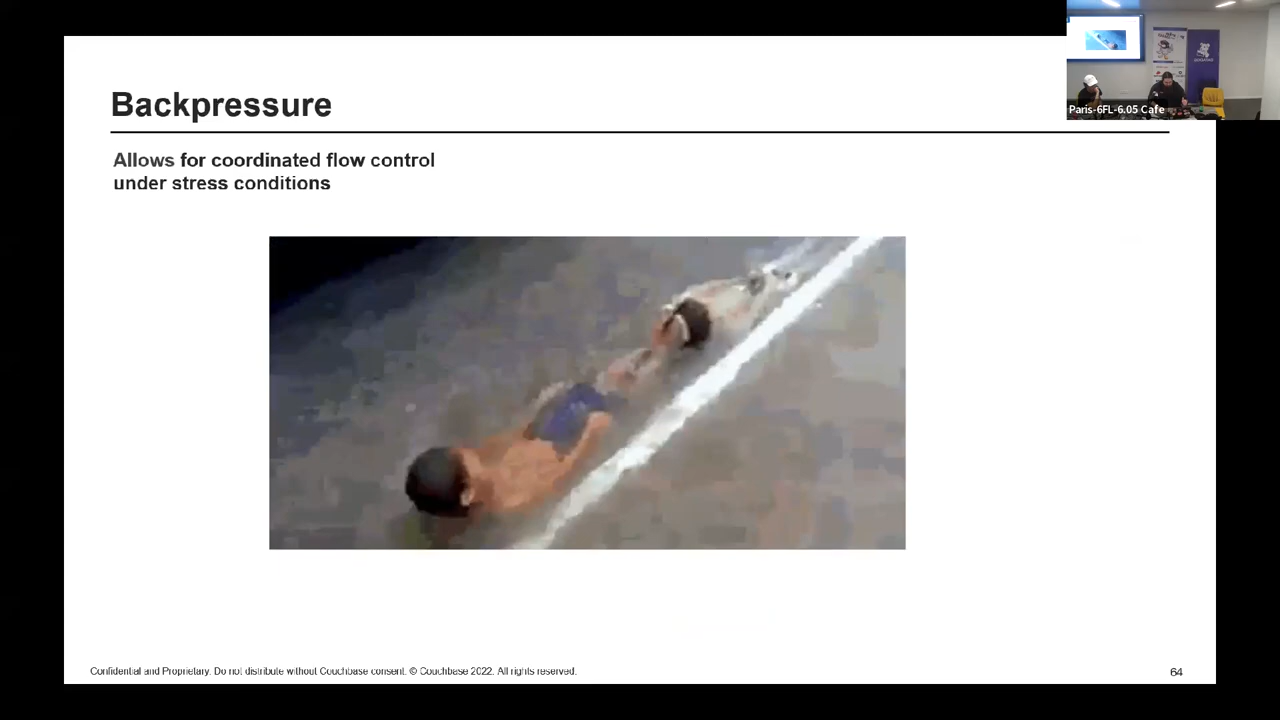 Backpressure
Paris-6FL-6.05 Cafe
Allows for coordinated flow control
under stress conditions
Confidential and Proprietary. Do not distribute without Couchbase consent. © Couchbase 2022. All rights reserved.
64